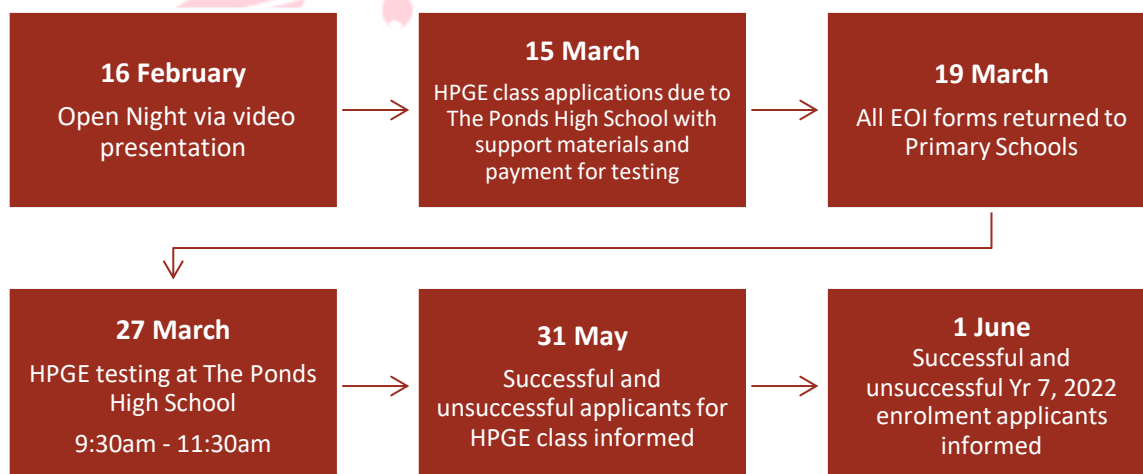 16 February
Open Night via video
presentation
15 March
HPGE class applications due to
The Ponds High School with
support materials and
payment for testing
19 March
All EOI forms returned to
Primary Schools
27 March
HPGE testing at The Ponds
High School
9:30am - 11:30am
31 May
Successful and
unsuccessful applicants for
HPGE class informed
1 June
Successful and
unsuccessful Yr 7, 2022
enrolment applicants
informed